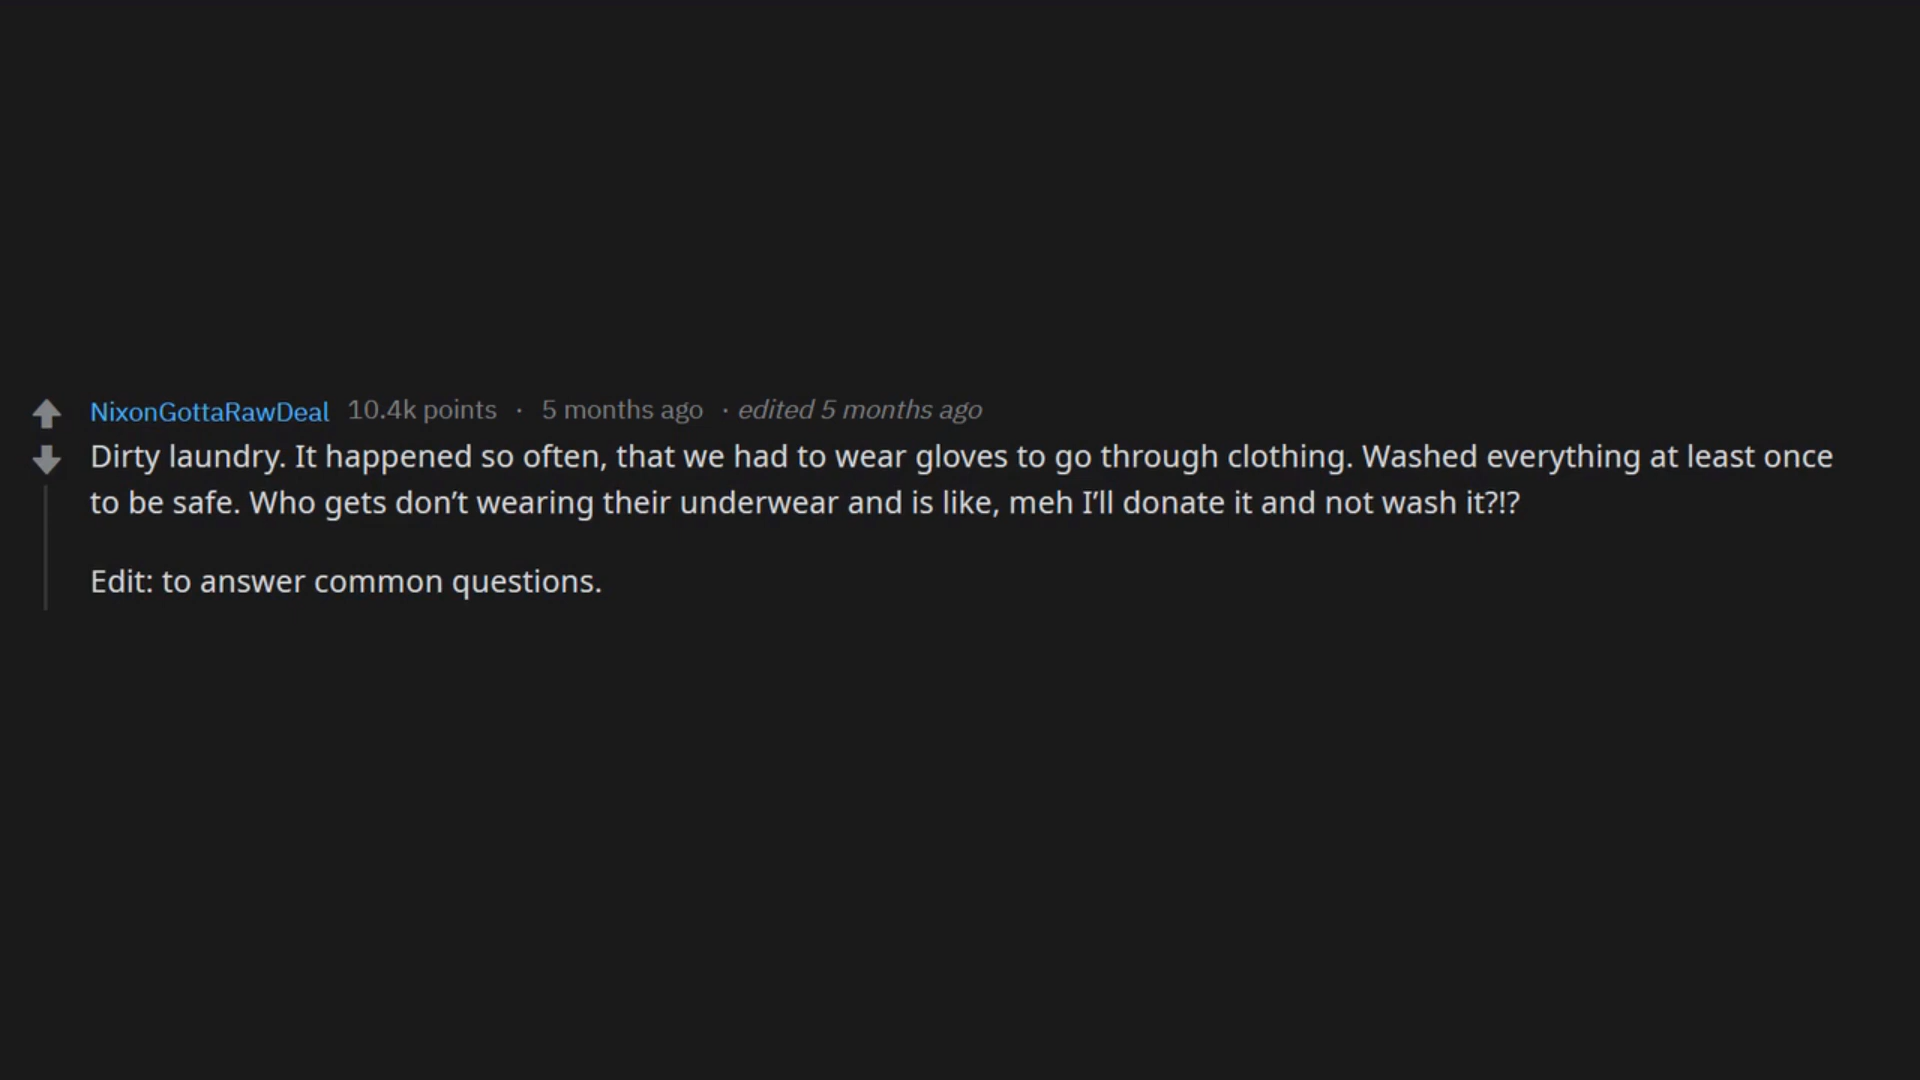 NixonGottaRawDeal 10.4k points · 5 months ago · edited 5 months ago
Dirty laundry. It happened so often, that we had to wear gloves to go through clothing. Washed everything at least once
to be safe. Who gets don’t wearing their underwear and is like, meh I’ll donate it and not wash it?!?
Edit: to answer common questions.